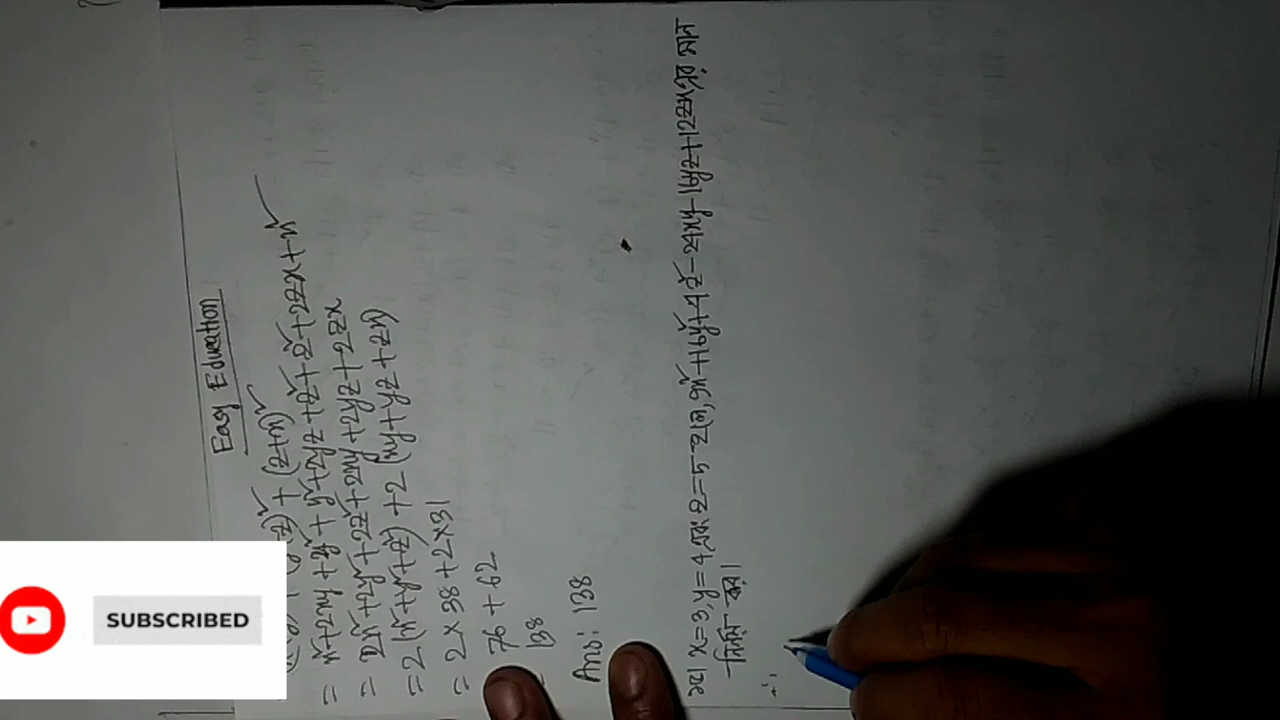 Easy Education
(x+y)² + (y+z)² + (z+x)²
= x²+2xy+y² + y²+2yz+z²+z²+2zx+x²
= 2x²+2y²+2z²+2xy+2yz+2zx
= 2(x²+y²+z²) +2 (xy+yz+zx)
= 2×38+2×31
76+62
138
Ans: 138
x=3, y=4 এবং z=5 হয়, 9x²+16y²+4z²-24xy-16yz+12zx এর মান
নির্ণয় কর।
∴
SUBSCRIBED